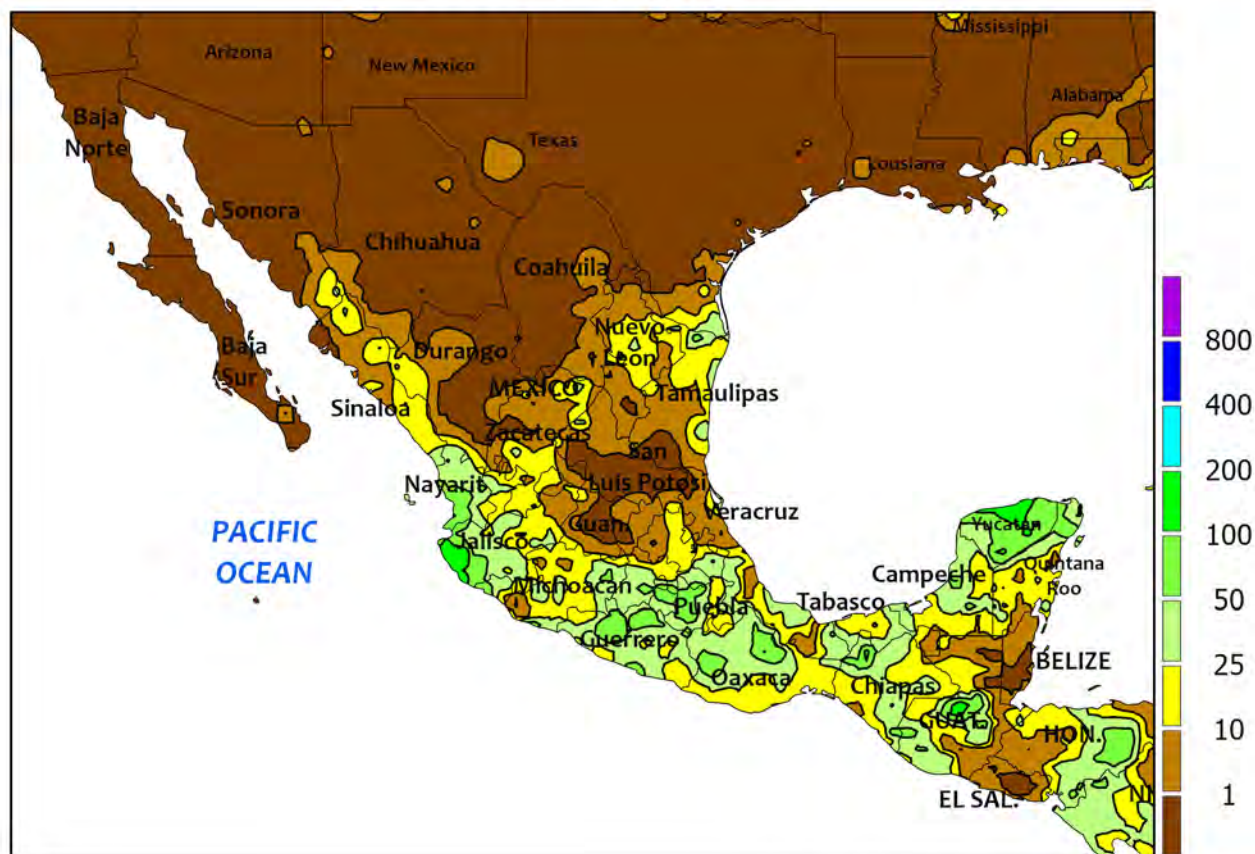 Mississippi
Arizona
New Mexico
Alabama
Baja
Norte
Texas
Lousiana
Sonora
Chihuahua
Coahuila
Nuevo
Leon
Durango
Baja
Sur
MEXICO
Tamaulipas
Sinaloa
Zacatecas
San
Luis Potosi
Nayarit
Guan.
Veracruz
Yucatan
PACIFIC
OCEAN
Jalisco
Quintana
Roo
Campeche
Michoacan
Puebla
Tabasco
Guerrero
BELIZE
Oaxaca
Chiapas
GUAT.
HON.
EL SAL.
800
400
200
100
50
25
10
1